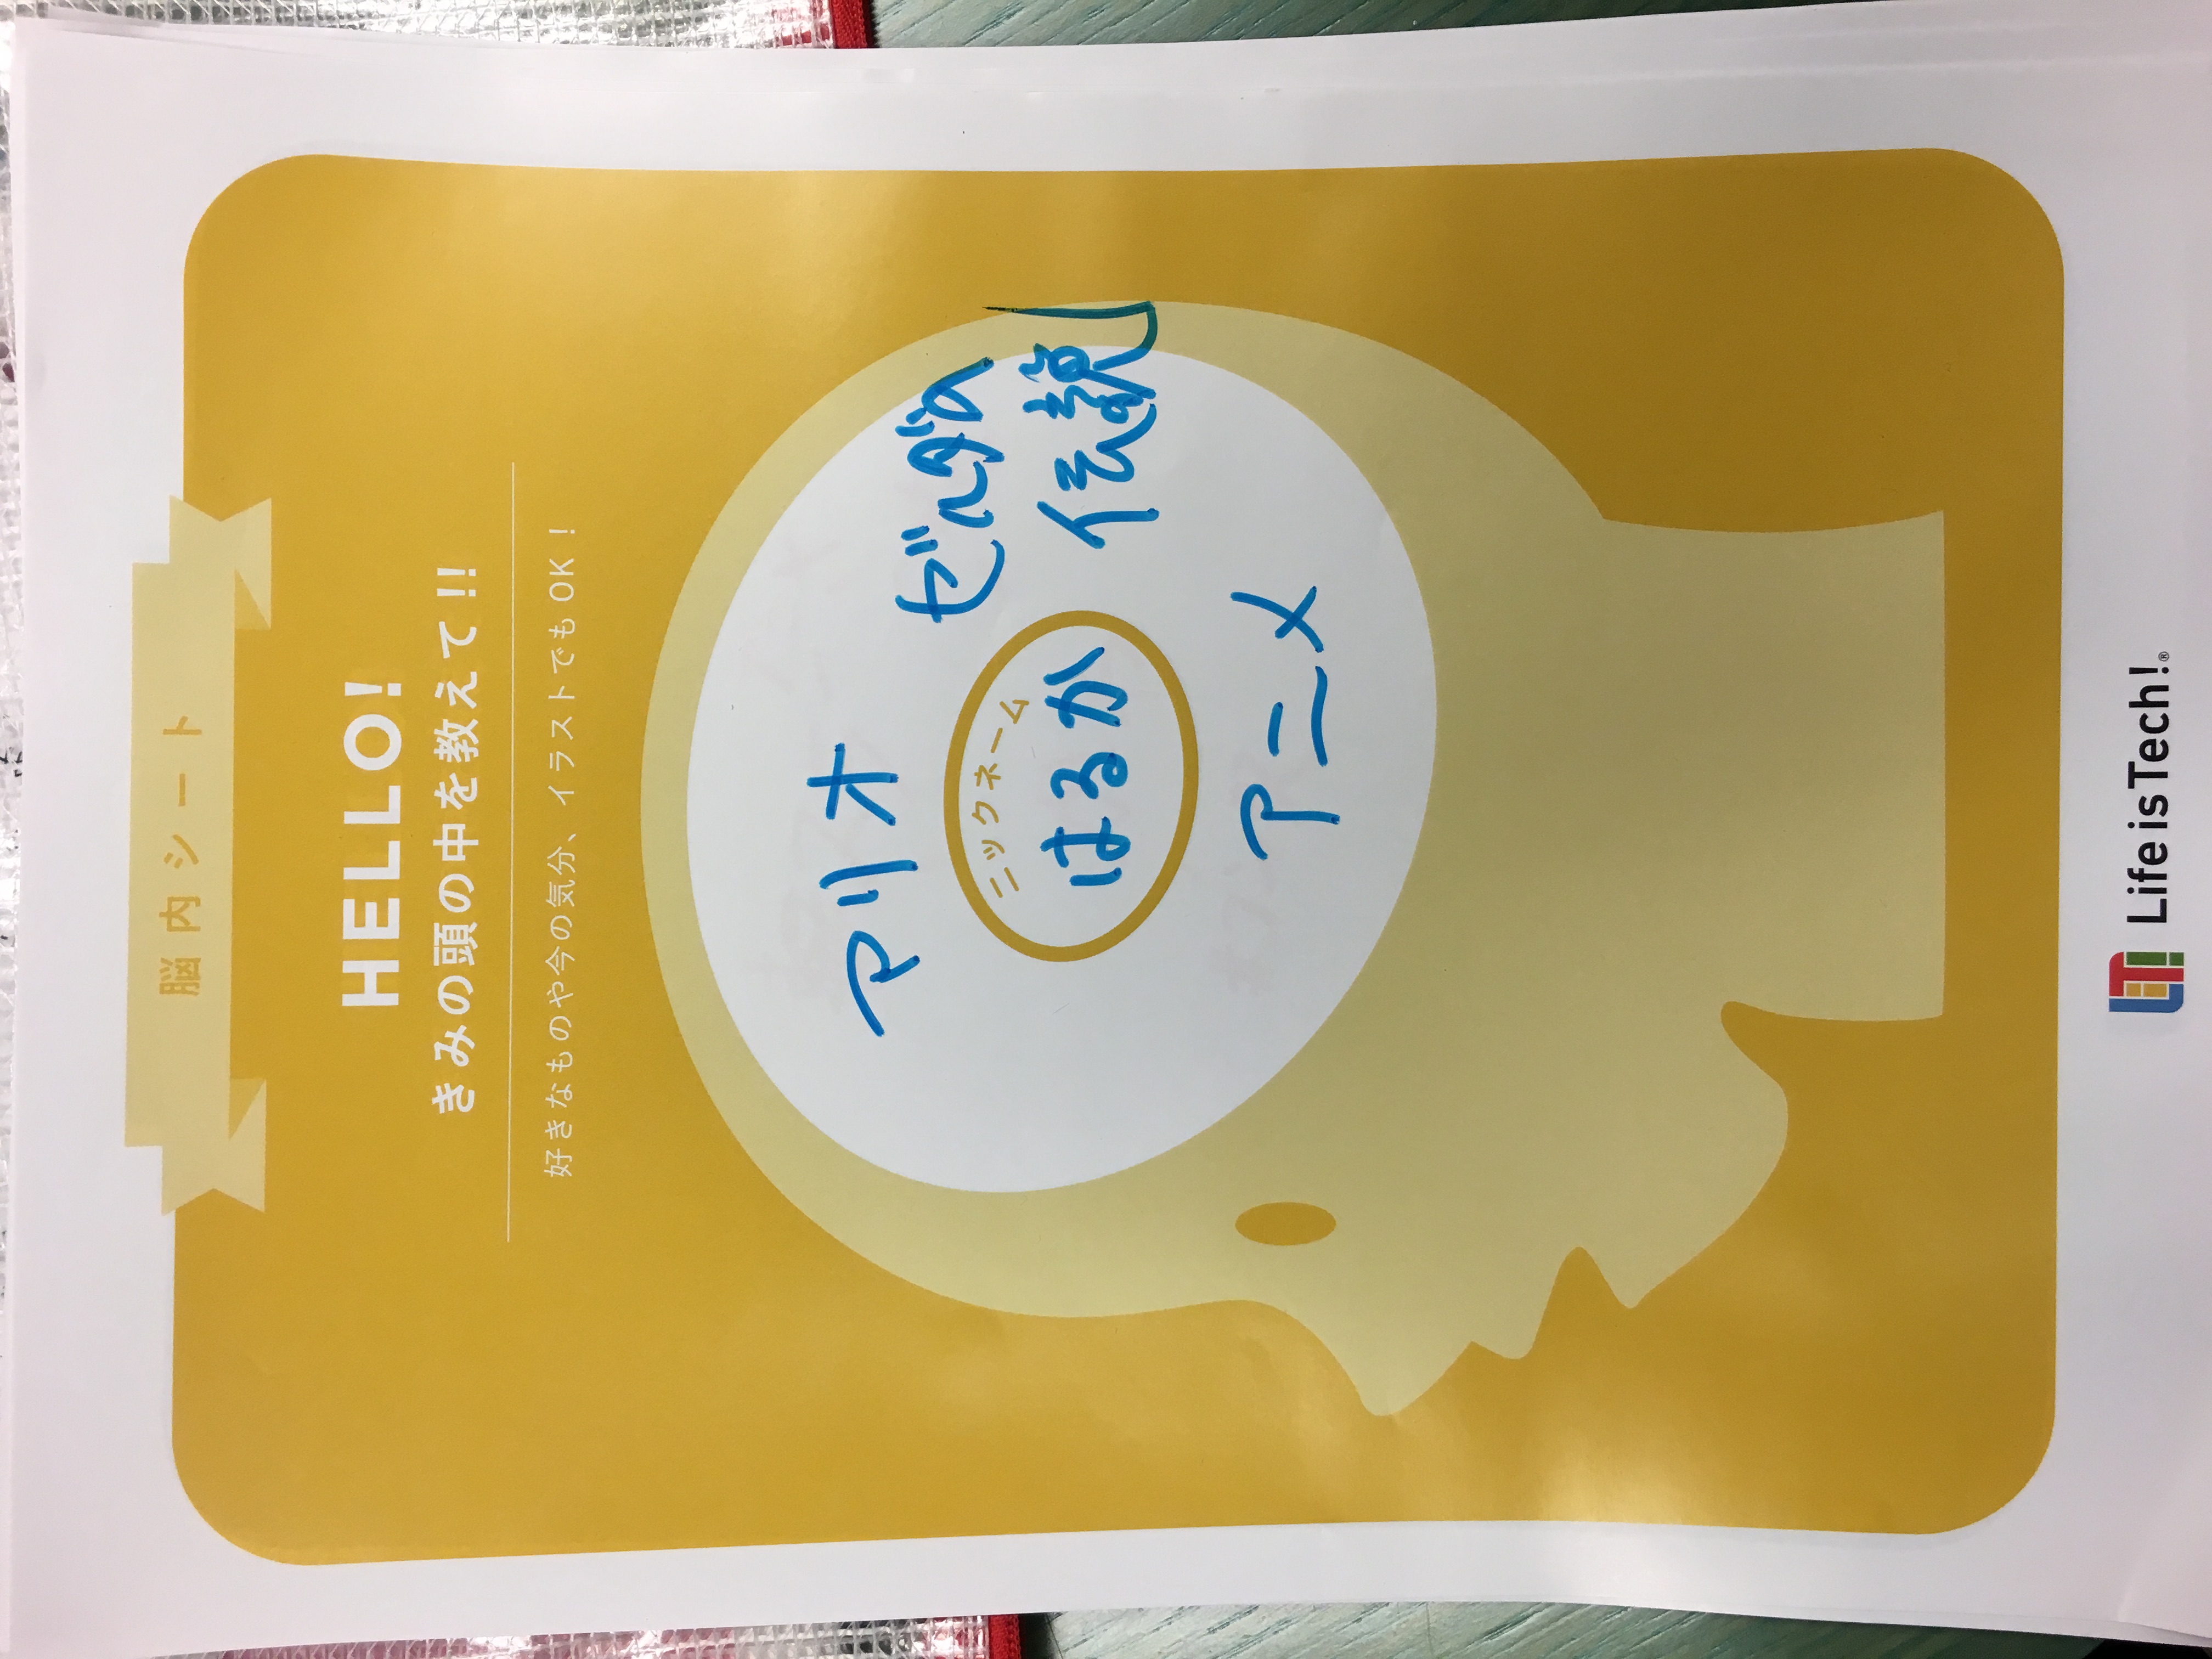 脳内シート
HELLO!
きみの頭の中を教えて!!
好きなものや今の気分、イラストでもOK！
マリオ
ゼルダの
伝説
ニックネーム
はるか
アニメ
LIT!
Life is Tech!®